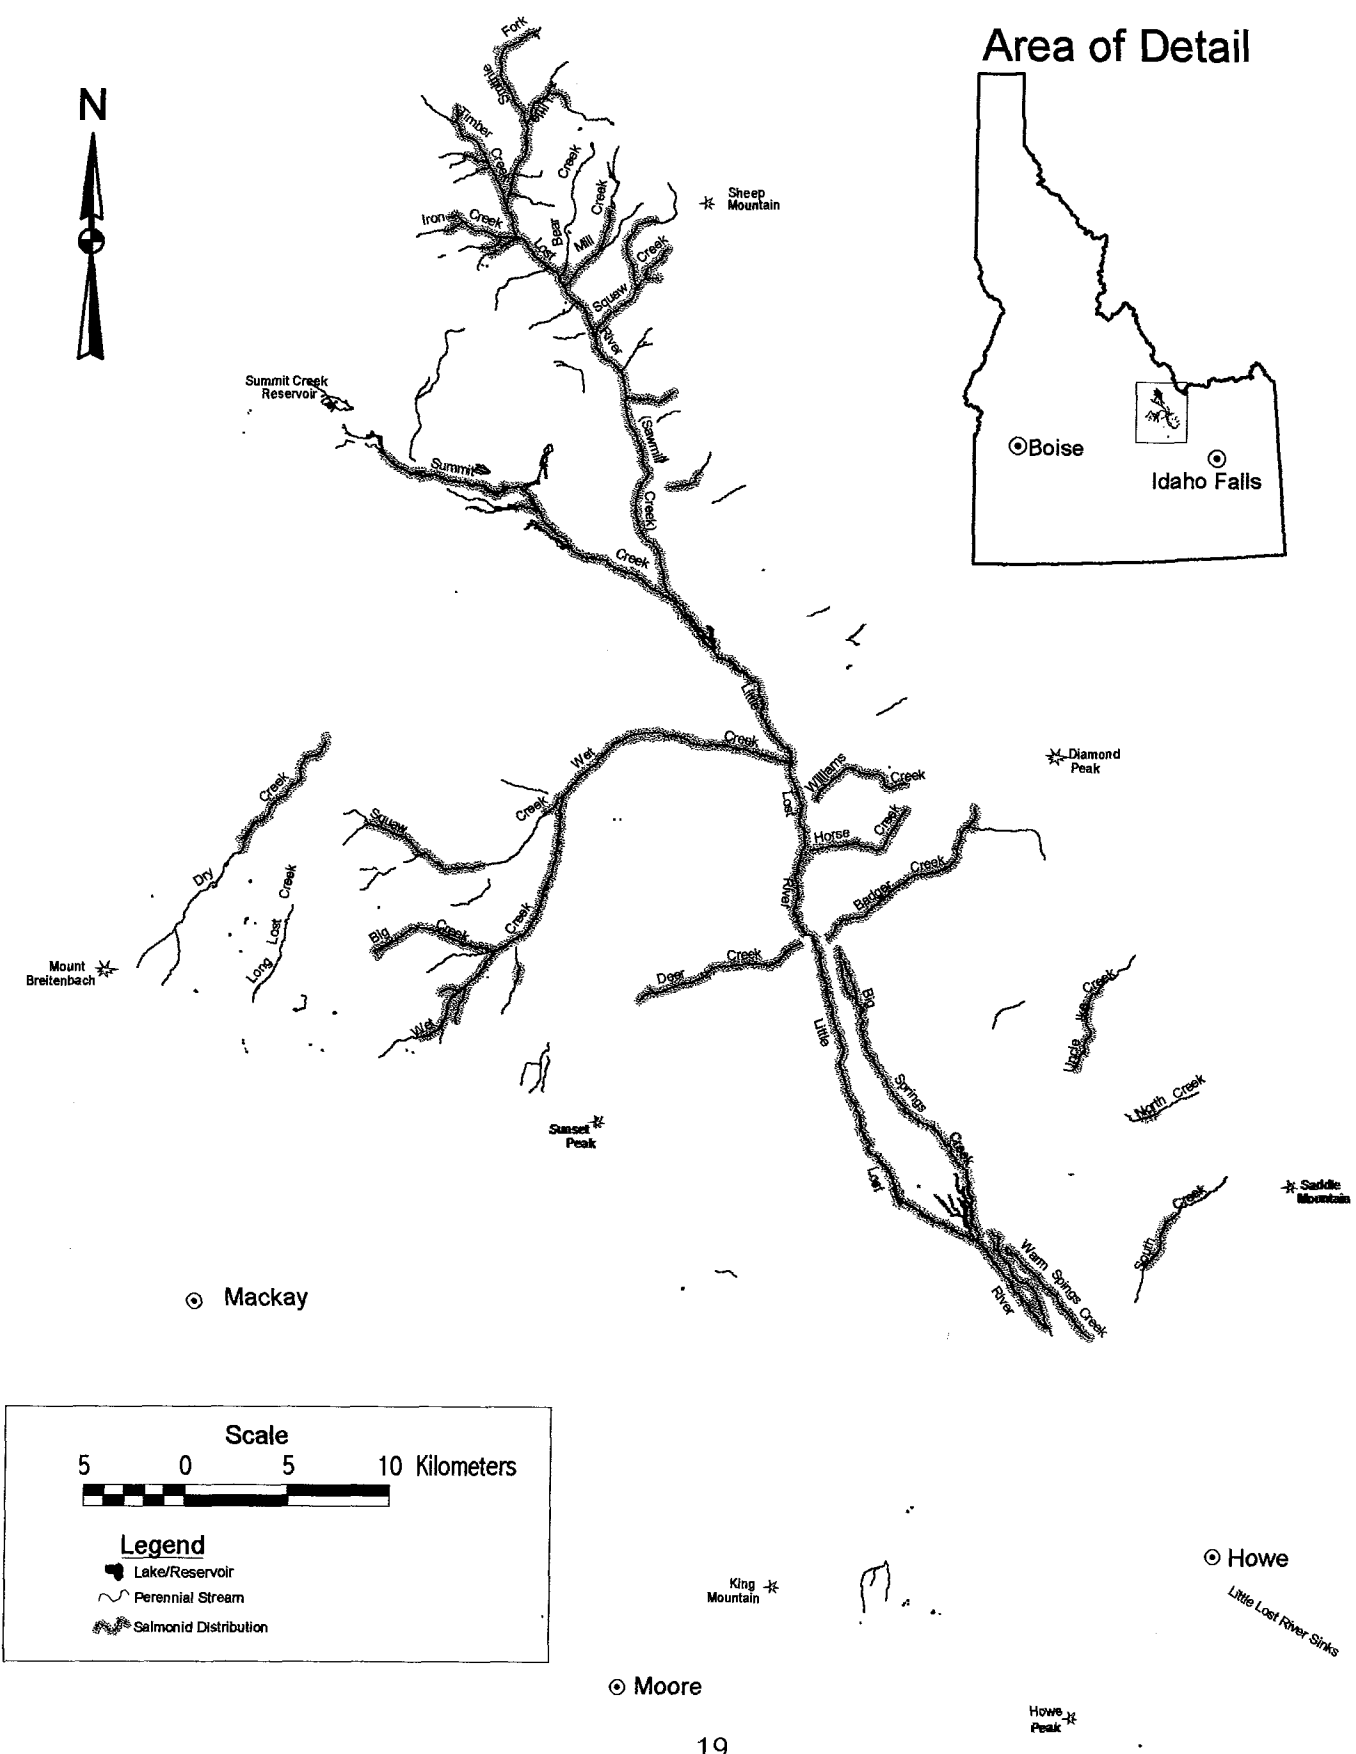 Area of Detail
N
Fork
Smithie
Timber
Creek
Mill
Creek
Creek
Sheep
Mountain
Iron
Creek
Lost
Bear
Mill
Creek
Squaw
River
Summit Creek
Reservoir
(Sawmill
Summit
Creek)
Creek
Boise
Idaho Falls
Little
Creek
Wet
Williams
Creek
Diamond
Peak
Creek
Squaw
Creek
Lost
Horse
Creek
Dry
Creek
River
Badger
Creek
Big
Creek
Creek
Long
Lost
Mount
Breitenbach
Deer
Creek
Big
Creek
Ike
Uncle
Wet
Little
Springs
North Creek
Sunset
Peak
Creek
Lost
Creek
South
Saddle
Mountain
Warm Spings Creek
River
Mackay
Scale
5 0 5 10 Kilometers
Legend
Lake/Reservoir
Perennial Stream
Salmonid Distribution
King
Mountain
Howe
Little Lost River Sinks
Moore
Howe
Peak
19